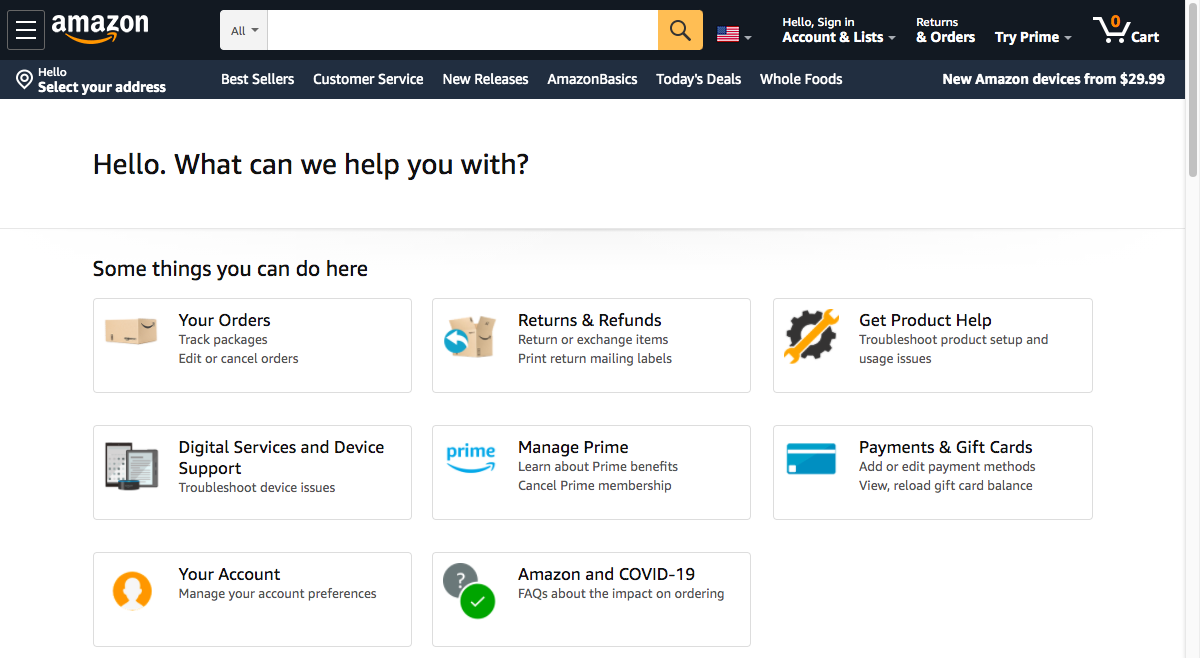 amazon
All
Hello, Sign in
Account & Lists
Returns
& Orders
Try Prime
0
Cart
Hello
Select your address
Best Sellers
Customer Service
New Releases
AmazonBasics
Today's Deals
Whole Foods
New Amazon devices from $29.99
Hello. What can we help you with?
Some things you can do here
Your Orders
Track packages
Edit or cancel orders
Returns & Refunds
Return or exchange items
Print return mailing labels
Get Product Help
Troubleshoot product setup and
usage issues
Digital Services and Device
Support
Troubleshoot device issues
prime
Manage Prime
Learn about Prime benefits
Cancel Prime membership
Payments & Gift Cards
Add or edit payment methods
View, reload gift card balance
Your Account
Manage your account preferences
?
Amazon and COVID-19
FAQs about the impact on ordering